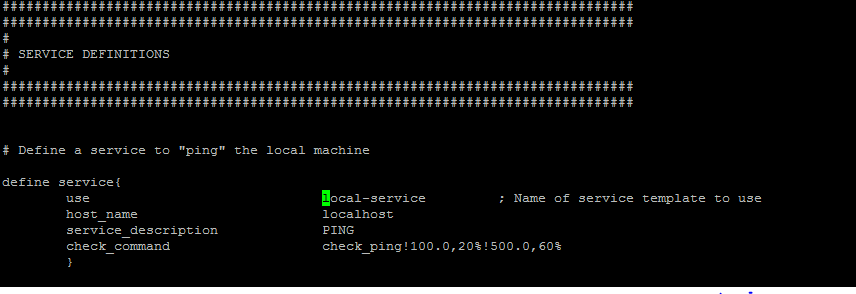 ###############################################################################
###############################################################################
#
# SERVICE DEFINITIONS
#
###############################################################################
###############################################################################
# Define a service to "ping" the local machine
define service{
use local-service ; Name of service template to use
host_name localhost
service_description PING
check_command check_ping!100.0,20%!500.0,60%
}